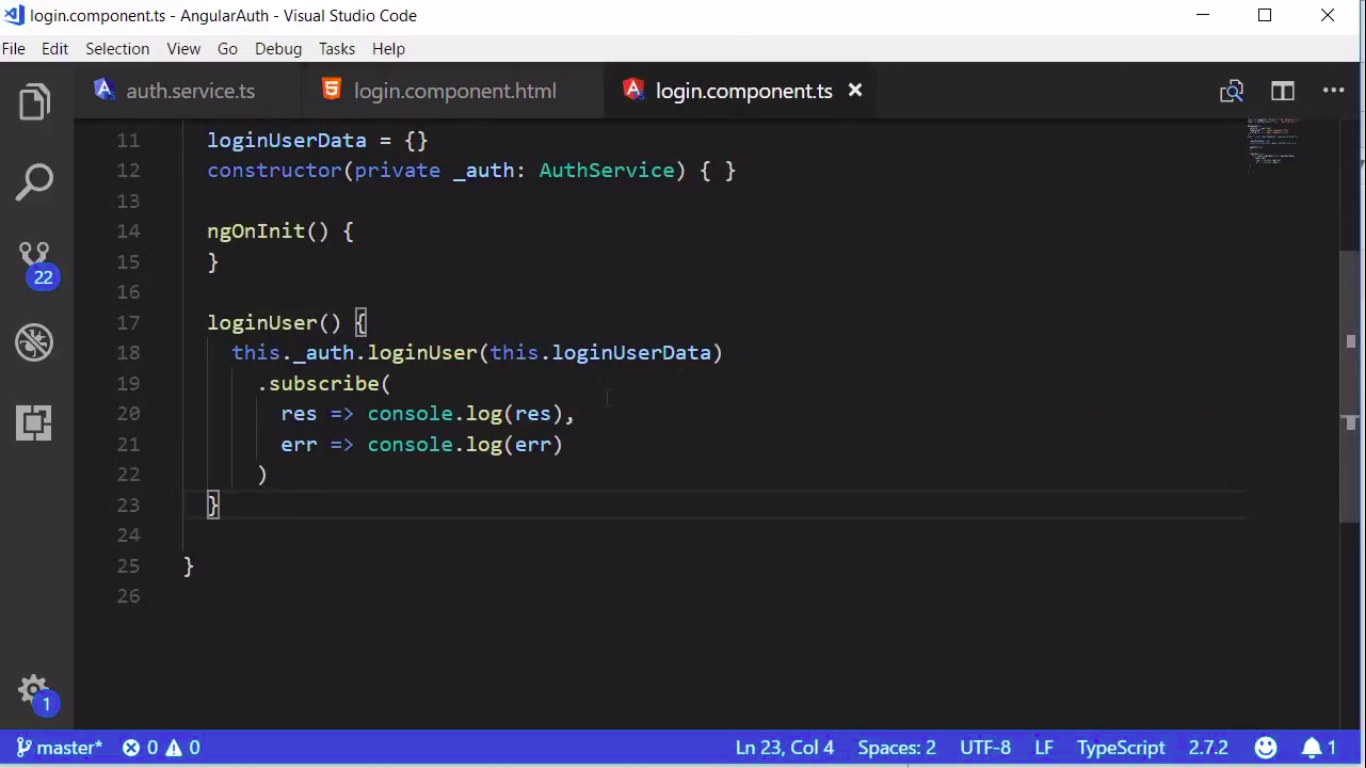 login.component.ts - AngularAuth - Visual Studio Code
File Edit Selection View Go Debug Tasks Help
auth.service.ts login.component.html login.component.ts
11 loginUserData = {}
12 constructor(private _auth: AuthService) { }
13
14 ngOnInit() {
15 }
16
17 loginUser() {
18 this._auth.loginUser(this.loginUserData)
19 .subscribe(
20 res => console.log(res),
21 err => console.log(err)
22 )
23 }
24
25 }
26
22
1
master* 0 0 Ln 23, Col 4 Spaces: 2 UTF-8 LF TypeScript 2.7.2 1